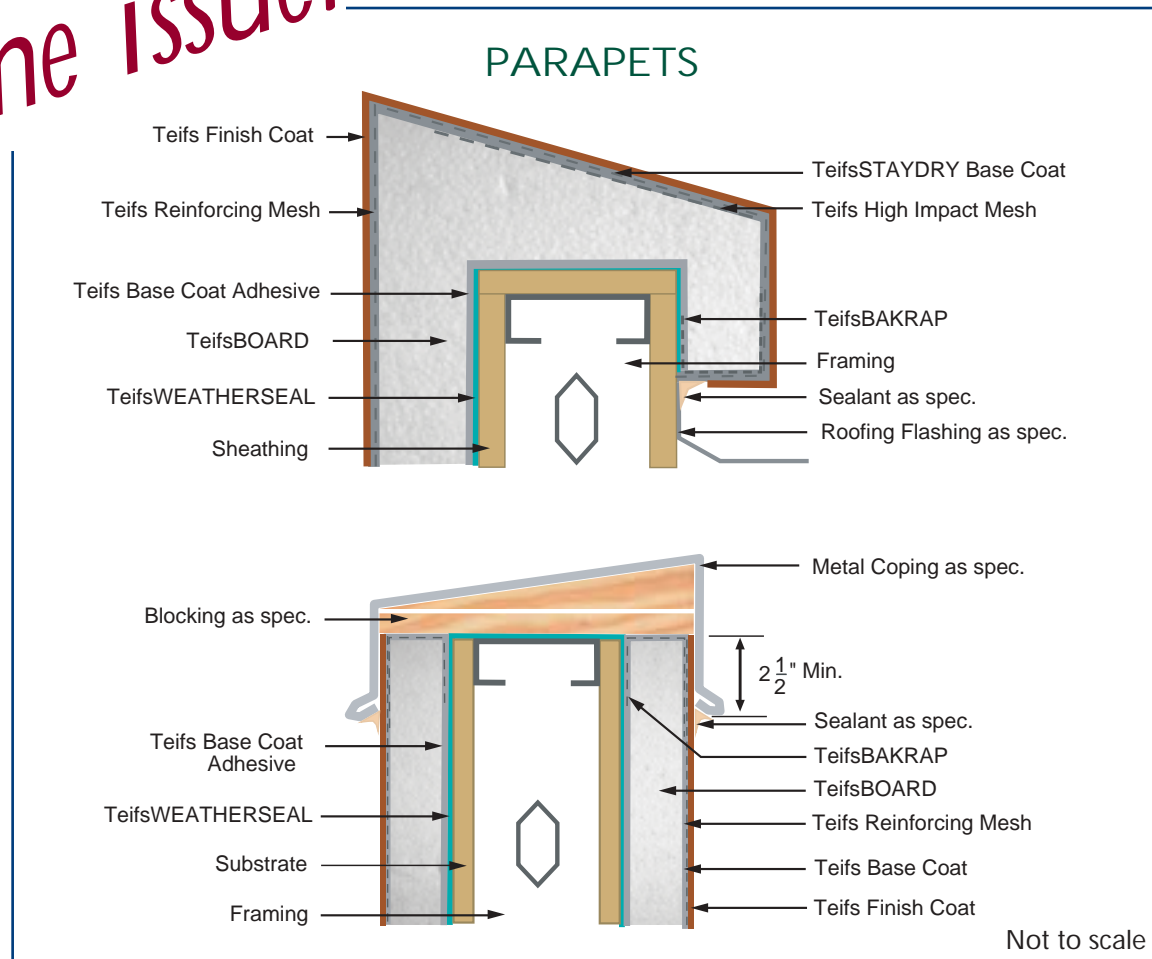 ne issue
PARAPETS
Teifs Finish Coat
Teifs Reinforcing Mesh
Teifs Base Coat Adhesive
TeifsBOARD
TeifsWEATHERSEAL
Sheathing
TeifsSTAYDRY Base Coat
Teifs High Impact Mesh
TeifsBAKRAP
Framing
Sealant as spec.
Roofing Flashing as spec.
Blocking as spec.
Teifs Base Coat
Adhesive
TeifsWEATHERSEAL
Substrate
Framing
Metal Coping as spec.
2 1/2" Min.
Sealant as spec.
TeifsBAKRAP
TeifsBOARD
Teifs Reinforcing Mesh
Teifs Base Coat
Teifs Finish Coat
Not to scale